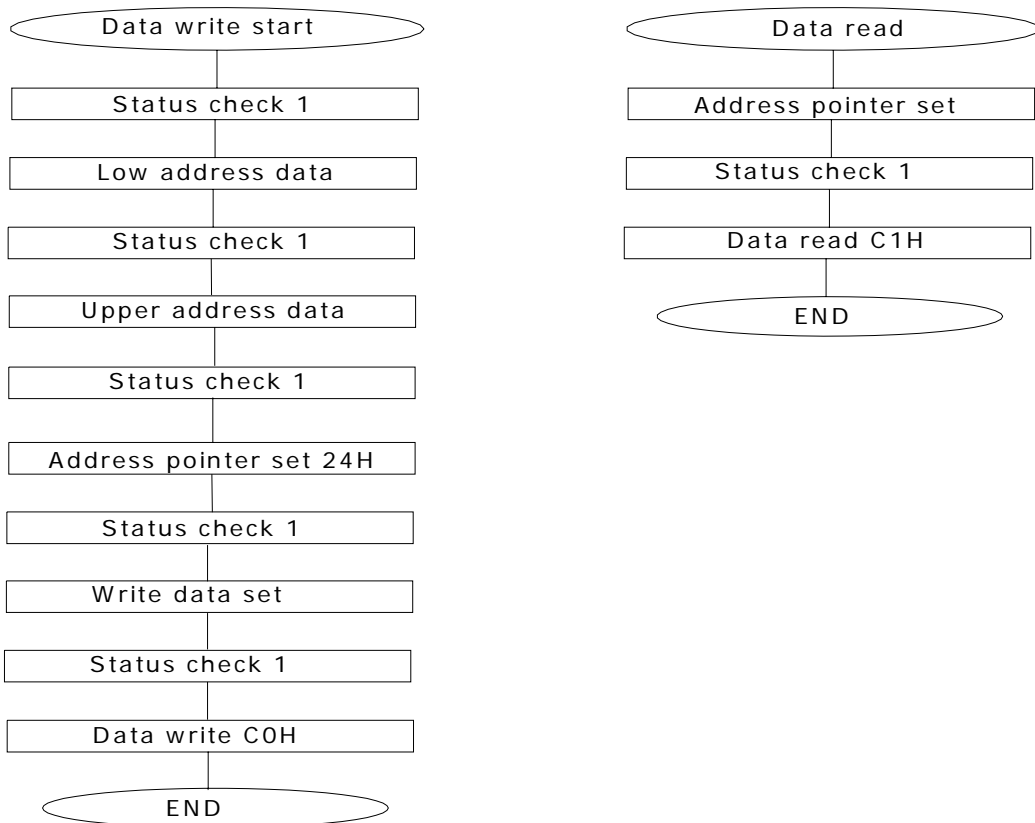 Data write start
Status check 1
Low address data
Status check 1
Upper address data
Status check 1
Address pointer set 24H
Status check 1
Write data set
Status check 1
Data write C0H
END
Data read
Address pointer set
Status check 1
Data read C1H
END